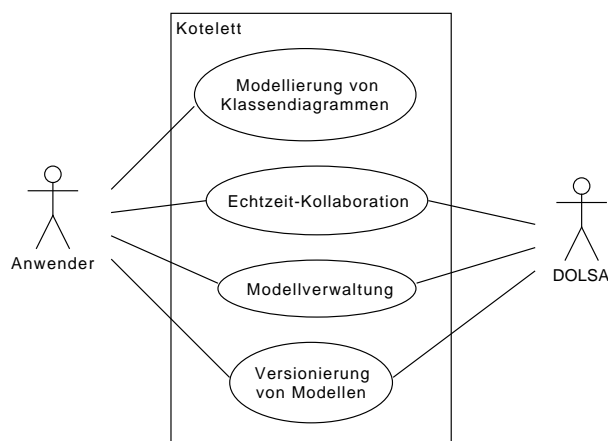 Kotelett
Modellierung von
Klassendiagrammen
Echtzeit-Kollaboration
Anwender
DOLSA
Modellverwaltung
Versionierung
von Modellen